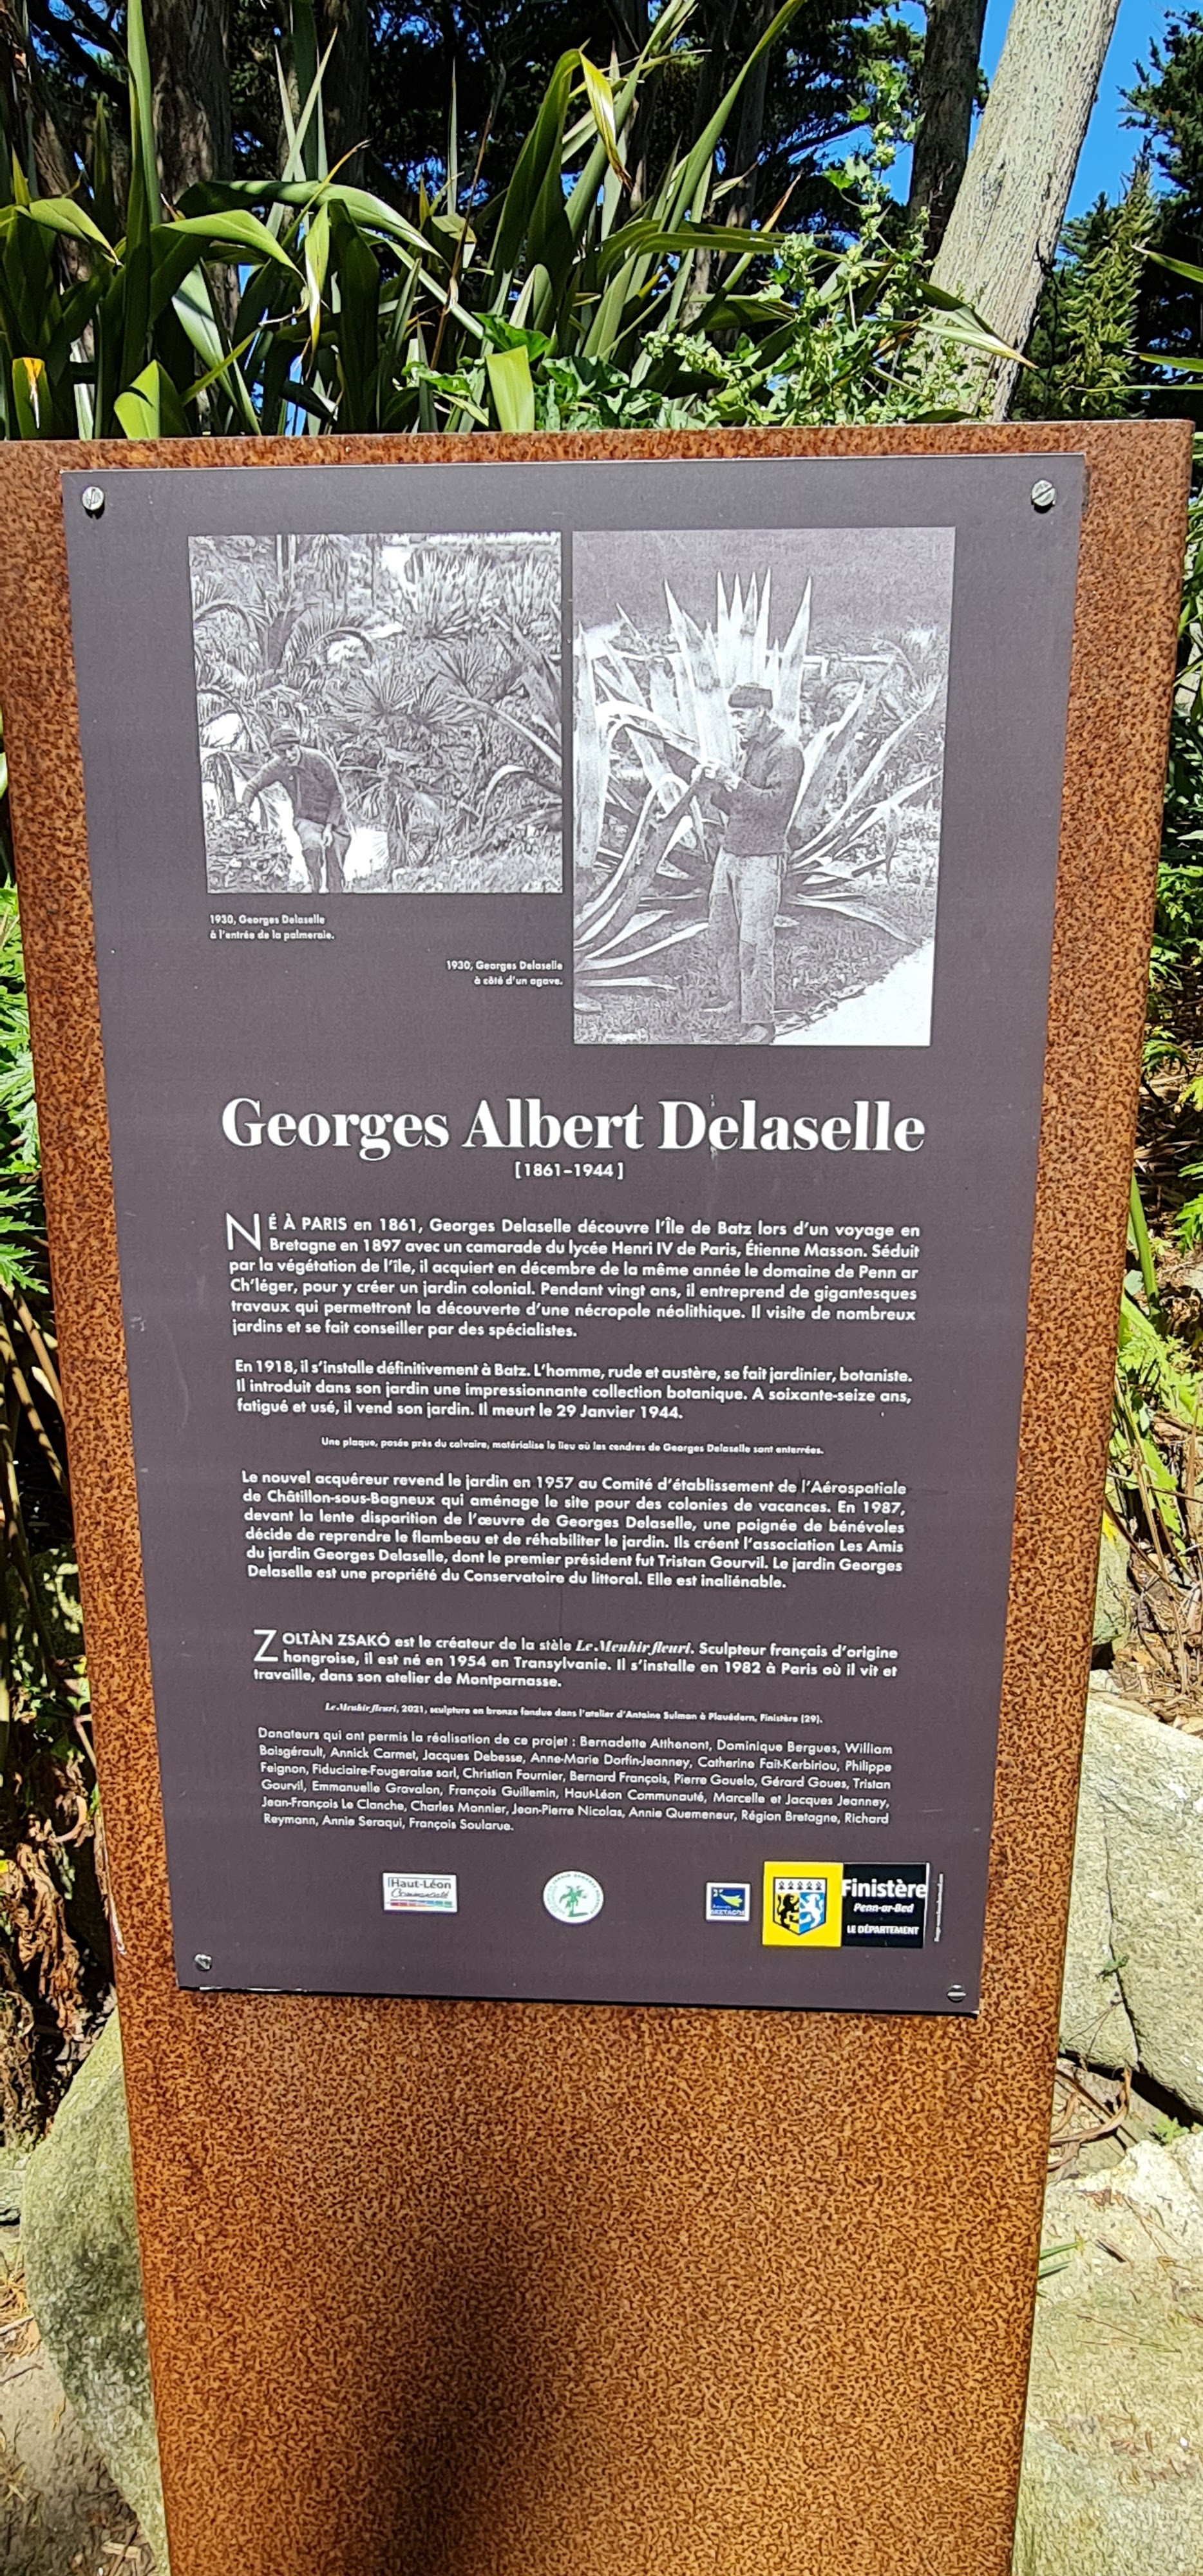 1930, Georges Delaselle
à l'entrée de la palmeraie.
1930, Georges Delaselle
à côté d'un agave.
Georges Albert Delaselle
[1861-1944]
NÉ À PARIS en 1861, Georges Delaselle découvre l'Île de Batz lors d'un voyage en
Bretagne en 1897 avec un camarade du lycée Henri IV de Paris, Étienne Masson. Séduit
par la végétation de l'île, il acquiert en décembre de la même année le domaine de Penn ar
Ch'léger, pour y créer un jardin colonial. Pendant vingt ans, il entreprend de gigantesques
travaux qui permettront la découverte d'une nécropole néolithique. Il visite de nombreux
jardins et se fait conseiller par des spécialistes.
En 1918, il s'installe définitivement à Batz. L'homme, rude et austère, se fait jardinier, botaniste.
Il introduit dans son jardin une impressionnante collection botanique. A soixante-seize ans,
fatigué et usé, il vend son jardin. Il meurt le 29 Janvier 1944.
Une plaque, posée près du calvaire, matérialise le lieu où les cendres de Georges Delaselle sont enterrées.
Le nouvel acquéreur revend le jardin en 1957 au Comité d'établissement de l'Aérospatiale
de Châtillon-sous-Bagneux qui aménage le site pour des colonies de vacances. En 1987,
devant la lente disparition de l'œuvre de Georges Delaselle, une poignée de bénévoles
décide de reprendre le flambeau et de réhabiliter le jardin. Ils créent l'association Les Amis
du jardin Georges Delaselle, dont le premier président fut Tristan Gourvil. Le jardin Georges
Delaselle est une propriété du Conservatoire du littoral. Elle est inaliénable.
ZOLTÀN ZSAKÓ est le créateur de la stèle Le Menhir fleuri. Sculpteur français d'origine
hongroise, il est né en 1954 en Transylvanie. Il s'installe en 1982 à Paris où il vit et
travaille, dans son atelier de Montparnasse.
Le Menhir fleuri, 2021, sculpture en bronze fondue dans l'atelier d'Antoine Sulman à Plouédern, Finistère (29).
Donateurs qui ont permis la réalisation de ce projet : Bernadette Atthenont, Dominique Bergues, William
Boisgérault, Annick Carmet, Jacques Debesse, Anne-Marie Dorfin-Jeanney, Catherine Fait-Kerbiriou, Philippe
Feignon, Fiduciaire-Fougeraise sarl, Christian Fournier, Bernard François, Pierre Gouelo, Gérard Goues, Tristan
Gourvil, Emmanuelle Gravalon, François Guillemin, Haut-Léon Communauté, Marcelle et Jacques Jeanney,
Jean-François Le Clanche, Charles Monnier, Jean-Pierre Nicolas, Annie Quemeneur, Région Bretagne, Richard
Reymann, Annie Seraqui, François Soularue.
Haut-Léon
Communauté
BRETAGNE
Finistère
Penn-ar-Bed
LE DÉPARTEMENT